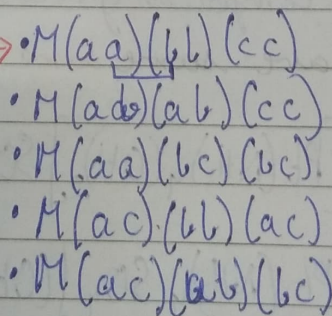 • M(aa)(bb)(cc)
• M(ab)(ab)(cc)
• M(aa)(bc)(bc)
• M(ac)(bb)(ac)
• M(ac)(ab)(bc)